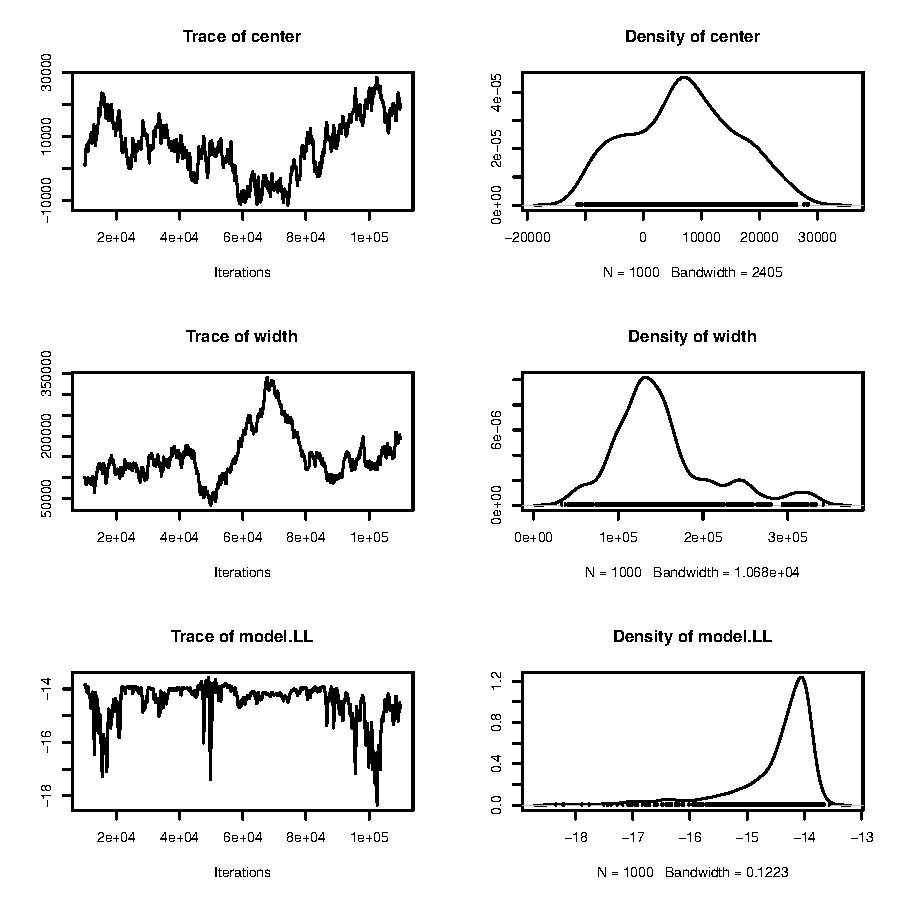 Trace of center
30000
10000
-10000
2e+04 4e+04 6e+04 8e+04 1e+05
Iterations
Density of center
4e-05
2e-05
0e+00
-20000 0 10000 20000 30000
N = 1000 Bandwidth = 2405
Trace of width
350000
200000
50000
2e+04 4e+04 6e+04 8e+04 1e+05
Iterations
Density of width
6e-06
0e+00
0e+00 1e+05 2e+05 3e+05
N = 1000 Bandwidth = 1.068e+04
Trace of model.LL
-14
-16
-18
2e+04 4e+04 6e+04 8e+04 1e+05
Iterations
Density of model.LL
1.2
0.8
0.4
0.0
-18 -17 -16 -15 -14 -13
N = 1000 Bandwidth = 0.1223